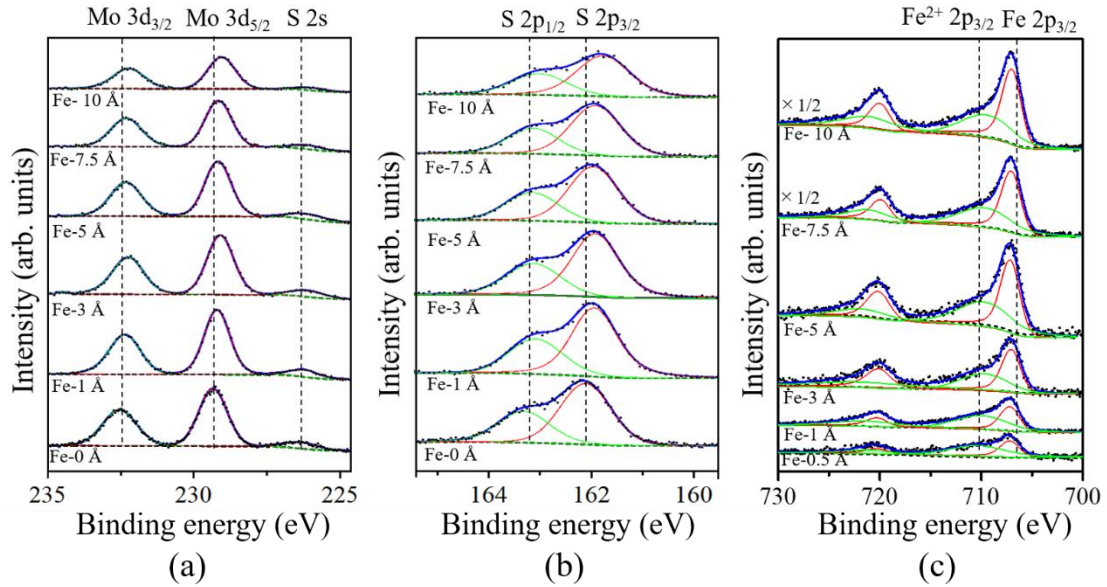 Mo 3d3/2 Mo 3d5/2 S 2s
Intensity (arb. units)
Fe- 10 Å
Fe-7.5 Å
Fe-5 Å
Fe-3 Å
Fe-1 Å
Fe-0 Å
235 230 225
Binding energy (eV)
(a)
S 2p1/2 S 2p3/2
Intensity (arb. units)
Fe- 10 Å
Fe-7.5 Å
Fe-5 Å
Fe-3 Å
Fe-1 Å
Fe-0 Å
164 162 160
Binding energy (eV)
(b)
Fe2+ 2p3/2 Fe 2p3/2
Intensity (arb. units)
× 1/2
Fe- 10 Å
× 1/2
Fe-7.5 Å
Fe-5 Å
Fe-3 Å
Fe-1 Å
Fe-0.5 Å
730 720 710 700
Binding energy (eV)
(c)